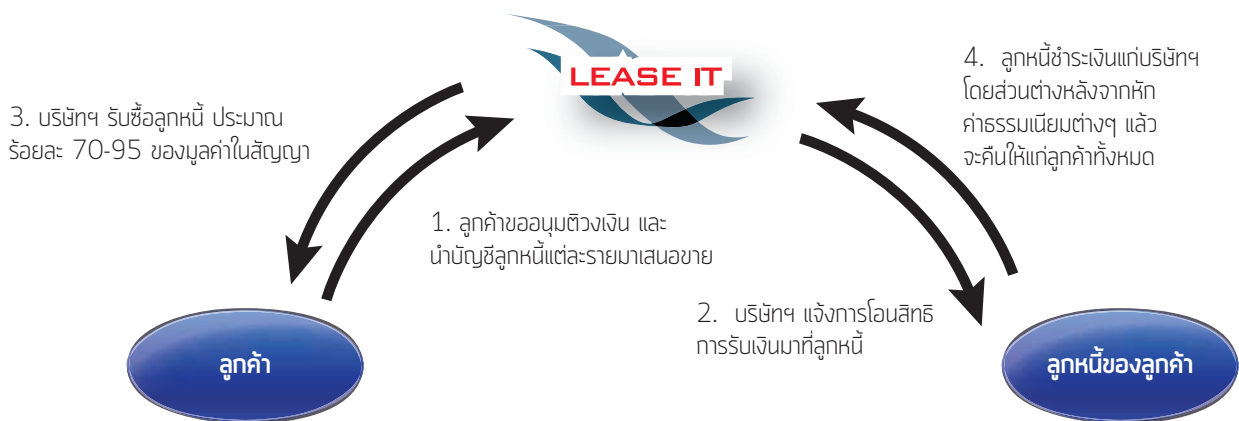 LEASE IT
4. ลูกหนี้ชำระเงินแก่บริษัทฯ
โดยส่วนต่างหลังจากหัก
ค่าธรรมเนียมต่างๆ แล้ว
จะคืนให้แก่ลูกค้าทั้งหมด
3. บริษัทฯ รับซื้อลูกหนี้ ประมาณ
ร้อยละ 70-95 ของมูลค่าในสัญญา
1. ลูกค้าขออนุมติวงเงิน และ
นำบัญชีลูกหนี้แต่ละรายมาเสนอขาย
2. บริษัทฯ แจ้งการโอนสิทธิ
การรับเงินมาที่ลูกหนี้
ลูกค้า
ลูกหนี้ของลูกค้า